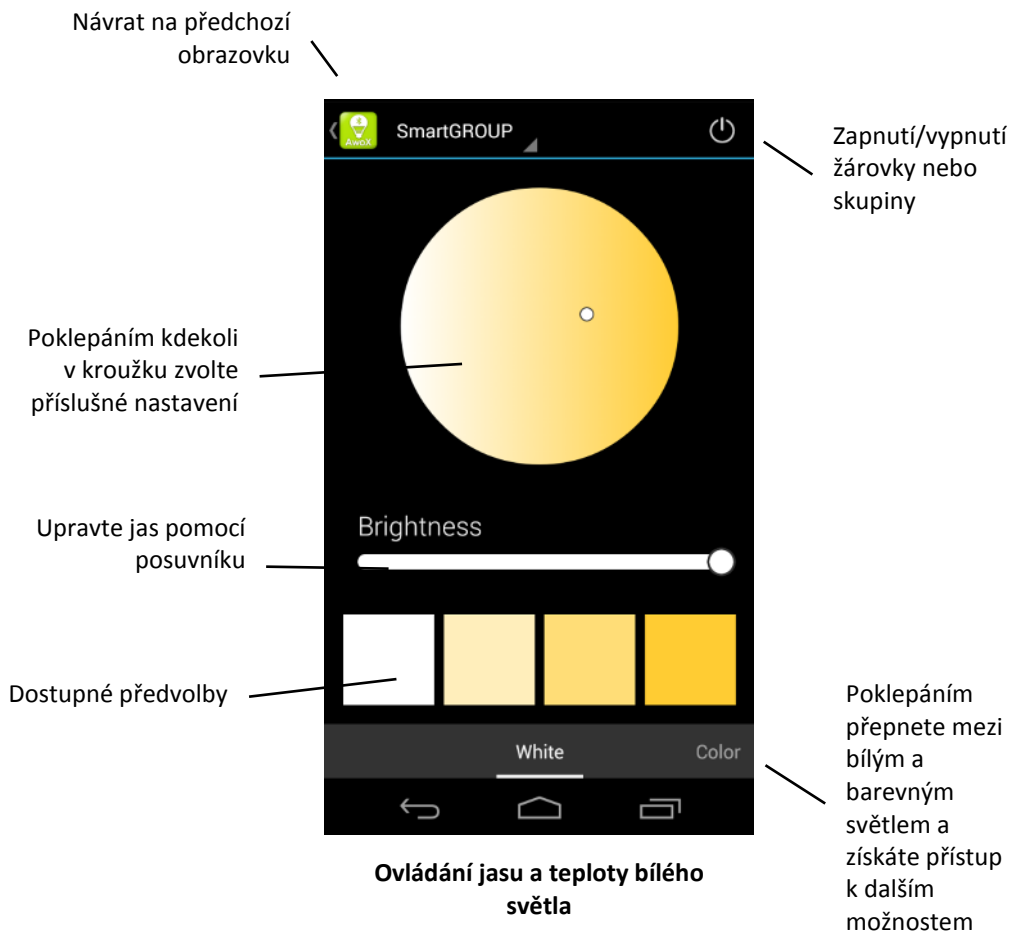 Návrat na předchozí
obrazovku
AwoX
SmartGROUP
Zapnutí/vypnutí
žárovky nebo
skupiny
Poklepáním kdekoli
v kroužku zvolte
příslušné nastavení
Upravte jas pomocí
posuvníku
Brightness
Dostupné předvolby
White
Color
Poklepáním
přepnete mezi
bílým a
barevným
světlem a
získáte přístup
k dalším
možnostem
Ovládání jasu a teploty bílého
světla